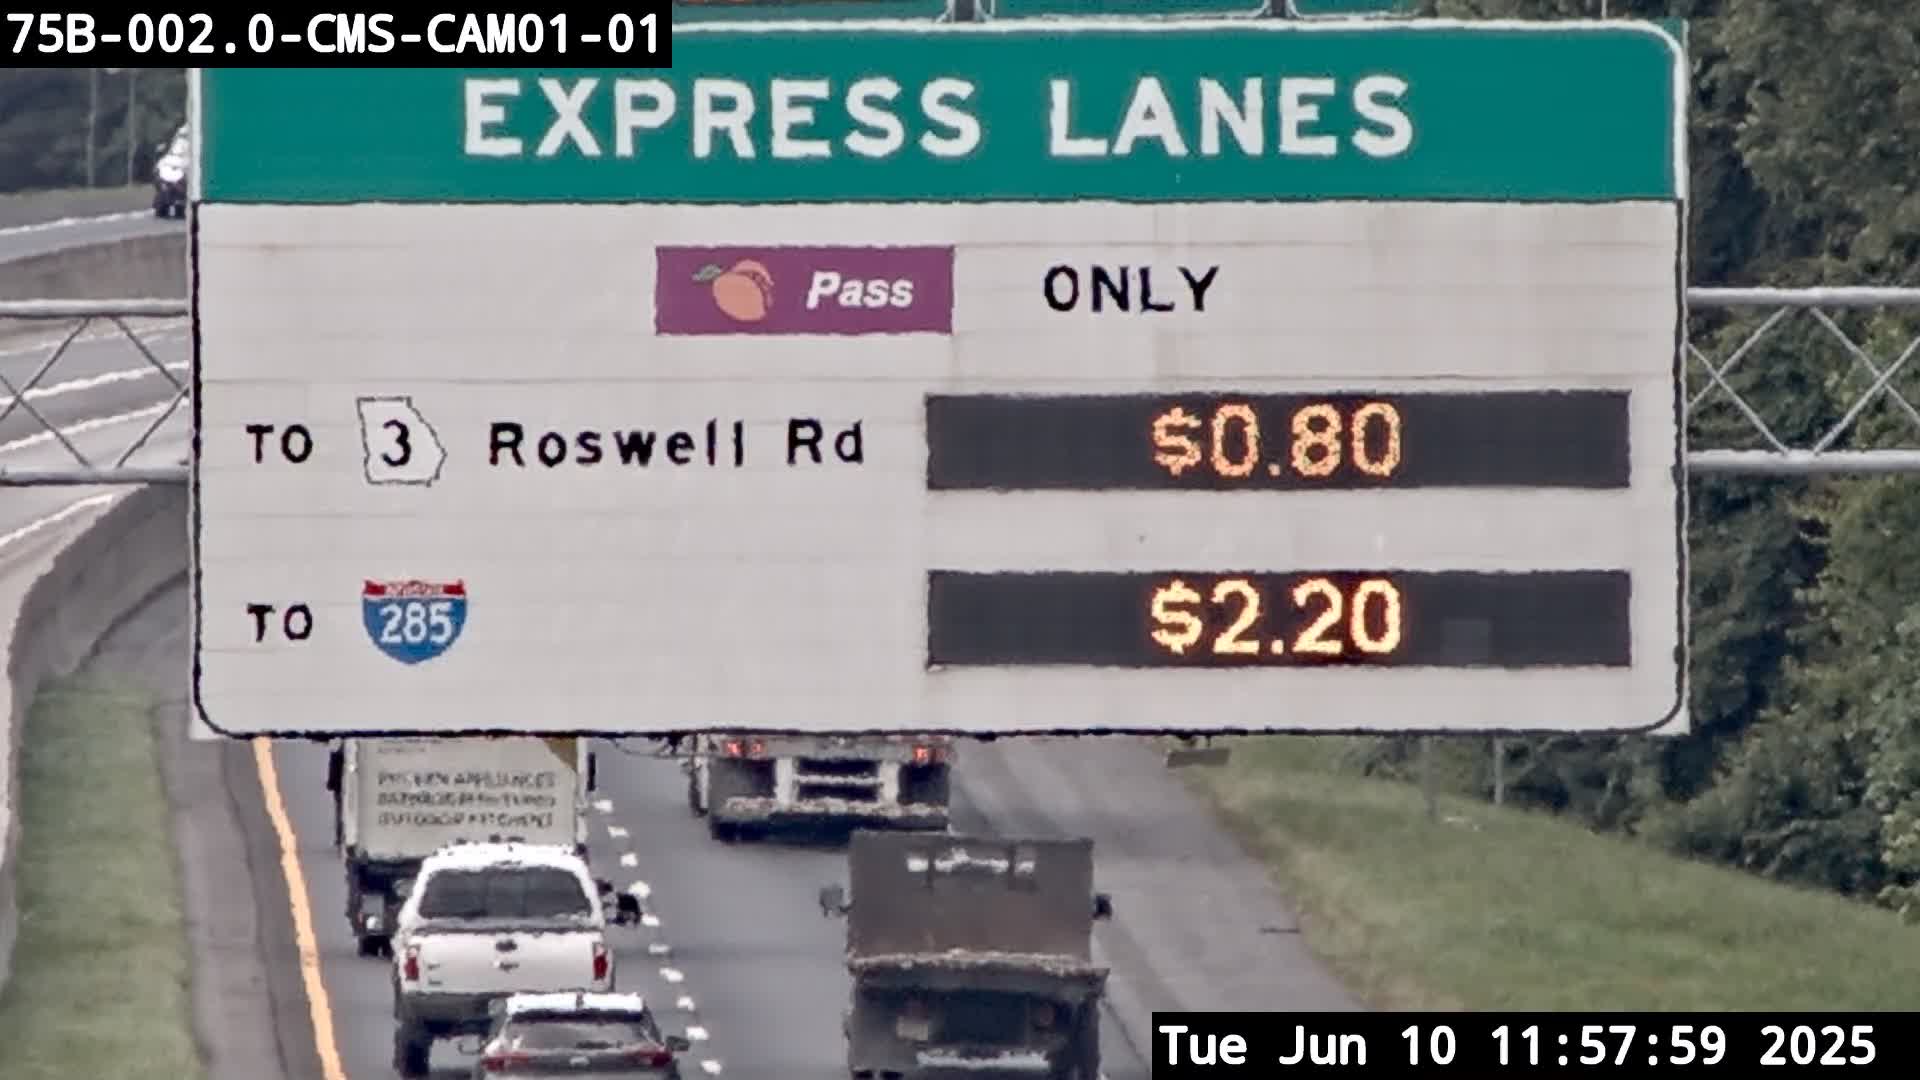 75B-002.0-CMS-CAM01-01
EXPRESS LANES
Pass ONLY
TO 3 Roswell Rd $0.80
TO 285 $2.20
Tue Jun 10 11:57:59 2025